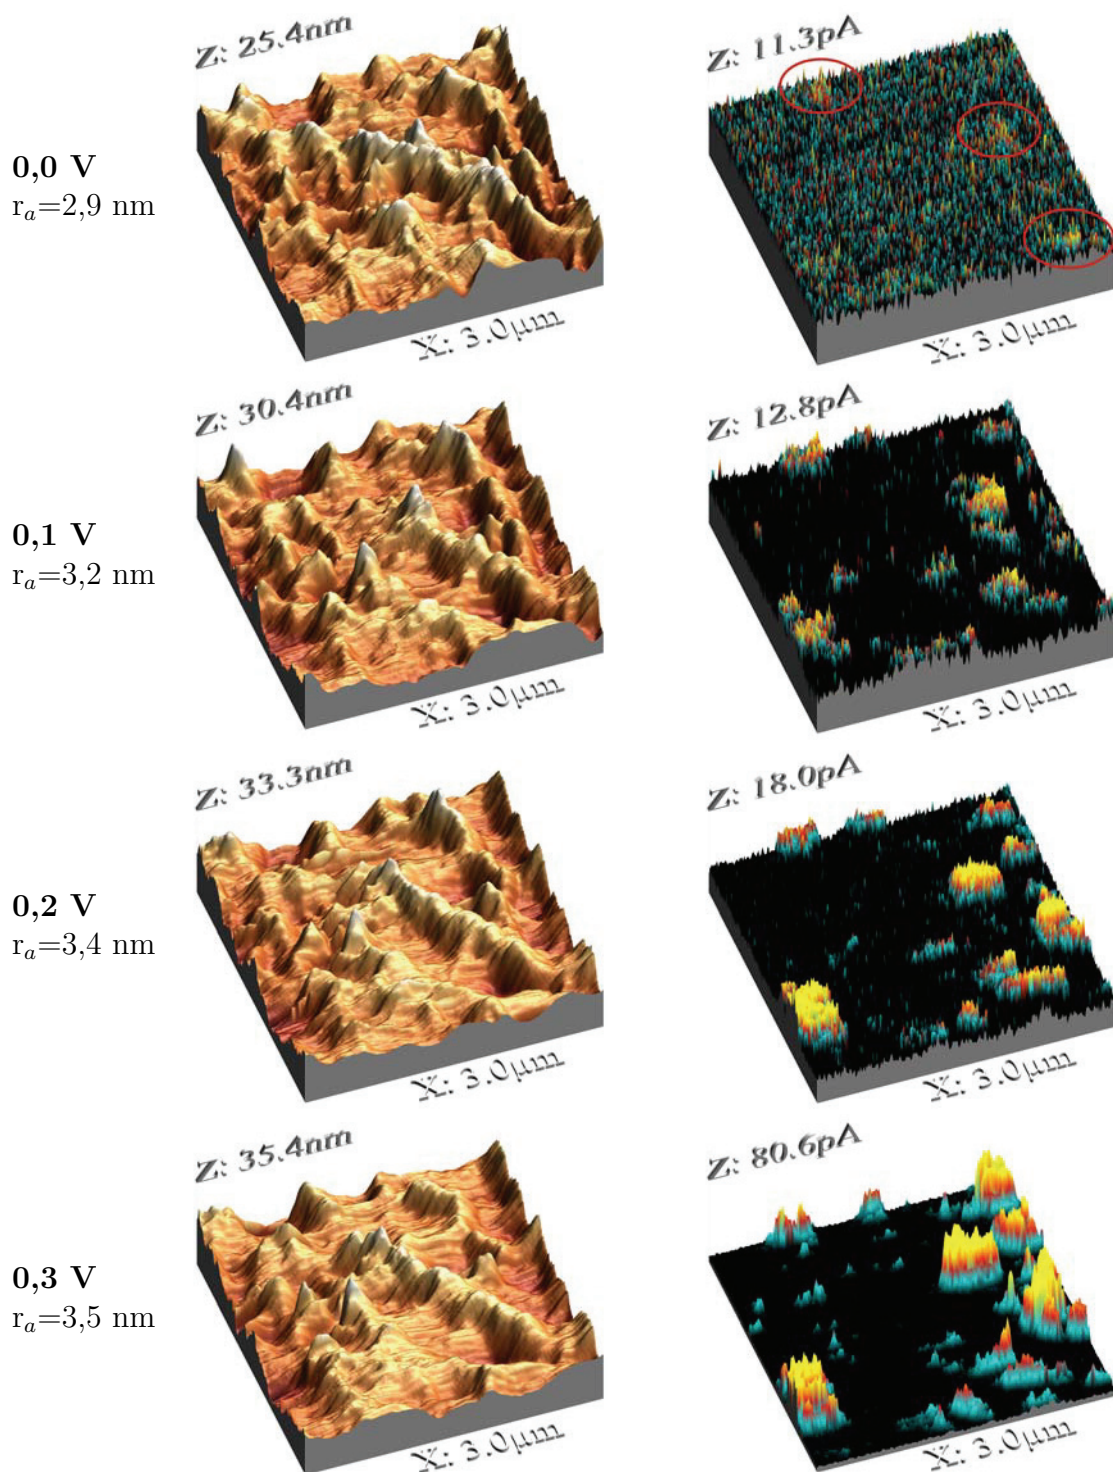 Z: 25.4nm
Z: 11.3pA
0,0 V
rₐ=2,9 nm
X: 3.0µm
X: 3.0µm
Z: 30.4nm
Z: 12.8pA
0,1 V
rₐ=3,2 nm
X: 3.0µm
X: 3.0µm
Z: 33.3nm
Z: 18.0pA
0,2 V
rₐ=3,4 nm
X: 3.0µm
X: 3.0µm
Z: 35.4nm
Z: 80.6pA
0,3 V
rₐ=3,5 nm
X: 3.0µm
X: 3.0µm